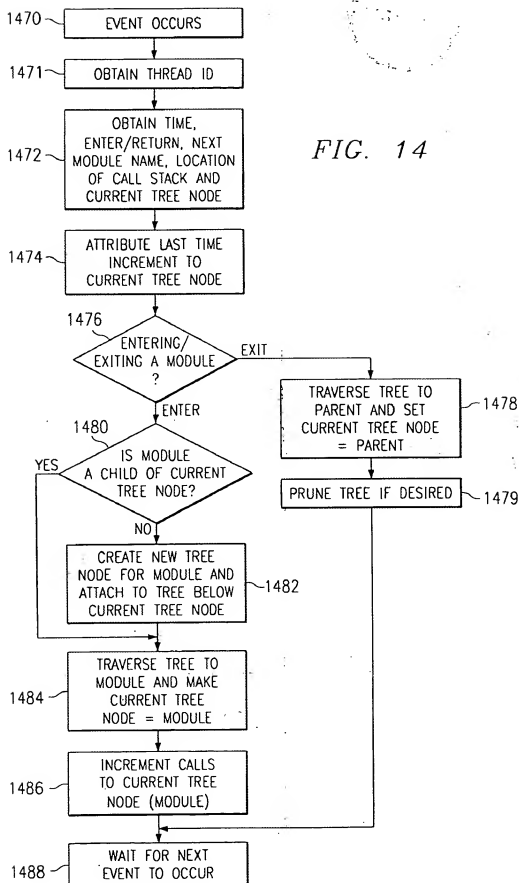 1470
EVENT OCCURS
1471
OBTAIN THREAD ID
1472
OBTAIN TIME,
ENTER/RETURN, NEXT
MODULE NAME, LOCATION
OF CALL STACK AND
CURRENT TREE NODE
FIG. 14
1474
ATTRIBUTE LAST TIME
INCREMENT TO
CURRENT TREE NODE
1476
ENTERING/
EXITING A MODULE
?
EXIT
ENTER
1478
TRAVERSE TREE TO
PARENT AND SET
CURRENT TREE NODE
= PARENT
1479
PRUNE TREE IF DESIRED
1480
IS MODULE
A CHILD OF CURRENT
TREE NODE?
YES
NO
CREATE NEW TREE
NODE FOR MODULE AND
ATTACH TO TREE BELOW
CURRENT TREE NODE
1482
1484
TRAVERSE TREE TO
MODULE AND MAKE
CURRENT TREE
NODE = MODULE
1486
INCREMENT CALLS
TO CURRENT TREE
NODE (MODULE)
1488
WAIT FOR NEXT
EVENT TO OCCUR